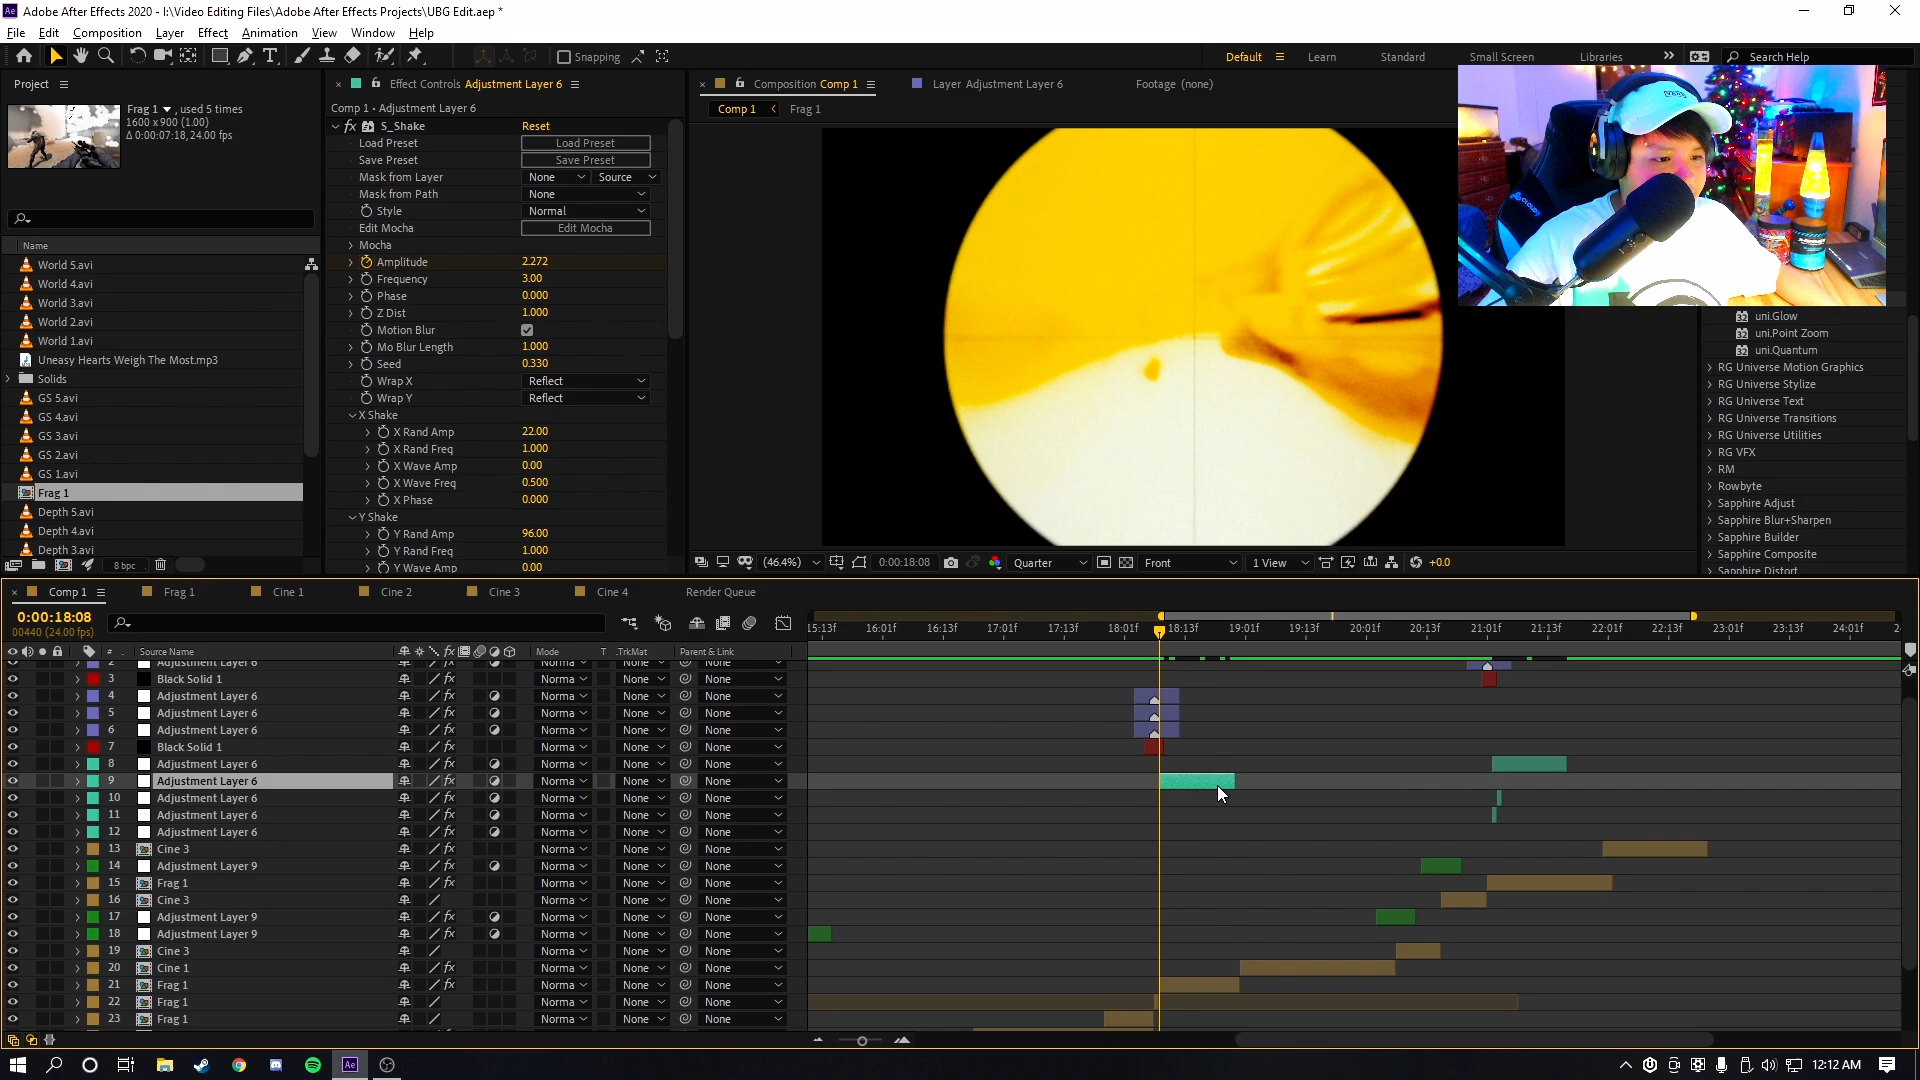 Adobe After Effects 2020 - I:\Video Editing Files\Adobe After Effects Projects\UBG Edit.aep *
File Edit Composition Layer Effect Animation View Window Help
Snapping
Default Learn Standard Small Screen Libraries Search Help
Project
Effect Controls Adjustment Layer 6
Composition Comp 1
Layer Adjustment Layer 6
Footage (none)
Frag 1 , used 5 times
1600 x 900 (1.00)
Δ 0:00:07:18, 24.00 fps
Comp 1 • Adjustment Layer 6
Comp 1 Frag 1
fx S_Shake Reset
Load Preset Load Preset
Save Preset Save Preset
Mask from Layer None Source
Mask from Path None
Style Normal
Edit Mocha Edit Mocha
Mocha
Amplitude 2.272
Frequency 3.00
Phase 0.000
Z Dist 1.000
Motion Blur
Mo Blur Length 1.000
Seed 0.330
Wrap X Reflect
Wrap Y Reflect
X Shake
X Rand Amp 22.00
X Rand Freq 1.000
X Wave Amp 0.00
X Wave Freq 0.500
X Phase 0.000
Y Shake
Y Rand Amp 96.00
Y Rand Freq 1.000
Y Wave Amp 0.00
Name
World 5.avi
World 4.avi
World 3.avi
World 2.avi
World 1.avi
Uneasy Hearts Weigh The Most.mp3
Solids
GS 5.avi
GS 4.avi
GS 3.avi
GS 2.avi
GS 1.avi
Frag 1
Depth 5.avi
Depth 4.avi
Depth 3.avi
8 bpc
uni.Glow
uni.Point Zoom
uni.Quantum
RG Universe Motion Graphics
RG Universe Stylize
RG Universe Text
RG Universe Transitions
RG Universe Utilities
RG VFX
RM
Rowbyte
Sapphire Adjust
Sapphire Blur+Sharpen
Sapphire Builder
Sapphire Composite
Sapphire Distort
(46.4%) 0:00:18:08 Quarter Front 1 View +0.0
Comp 1 Frag 1 Cine 1 Cine 2 Cine 3 Cine 4 Render Queue
0:00:18:08
00440 (24.00 fps)
15:13f 16:01f 16:13f 17:01f 17:13f 18:01f 18:13f 19:01f 19:13f 20:01f 20:13f 21:01f 21:13f 22:01f 22:13f 23:01f 23:13f 24:01f
# Source Name Mode T .TrkMat Parent & Link
2 Adjustment Layer 6 Norma None None
3 Black Solid 1 Norma None None
4 Adjustment Layer 6 Norma None None
5 Adjustment Layer 6 Norma None None
6 Adjustment Layer 6 Norma None None
7 Black Solid 1 Norma None None
8 Adjustment Layer 6 Norma None None
9 Adjustment Layer 6 Norma None None
10 Adjustment Layer 6 Norma None None
11 Adjustment Layer 6 Norma None None
12 Adjustment Layer 6 Norma None None
13 Cine 3 Norma None None
14 Adjustment Layer 9 Norma None None
15 Frag 1 Norma None None
16 Cine 3 Norma None None
17 Adjustment Layer 9 Norma None None
18 Adjustment Layer 9 Norma None None
19 Cine 3 Norma None None
20 Cine 1 Norma None None
21 Frag 1 Norma None None
22 Frag 1 Norma None None
23 Frag 1 Norma None None
12:12 AM